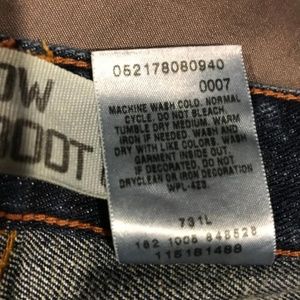 OW
BOOT
052178080940
0007
MACHINE WASH COLD. NORMAL
CYCLE. DO NOT BLEACH.
TUMBLE DRY MEDIUM. WARM
IRON IF NEEDED. WASH AND
DRY WITH LIKE COLORS. WASH
GARMENT INSIDE OUT.
IF DECORATED. DO NOT
DRYCLEAN OR IRON DECORATION
WPL-423.
731L
162 1005 848528
115151488